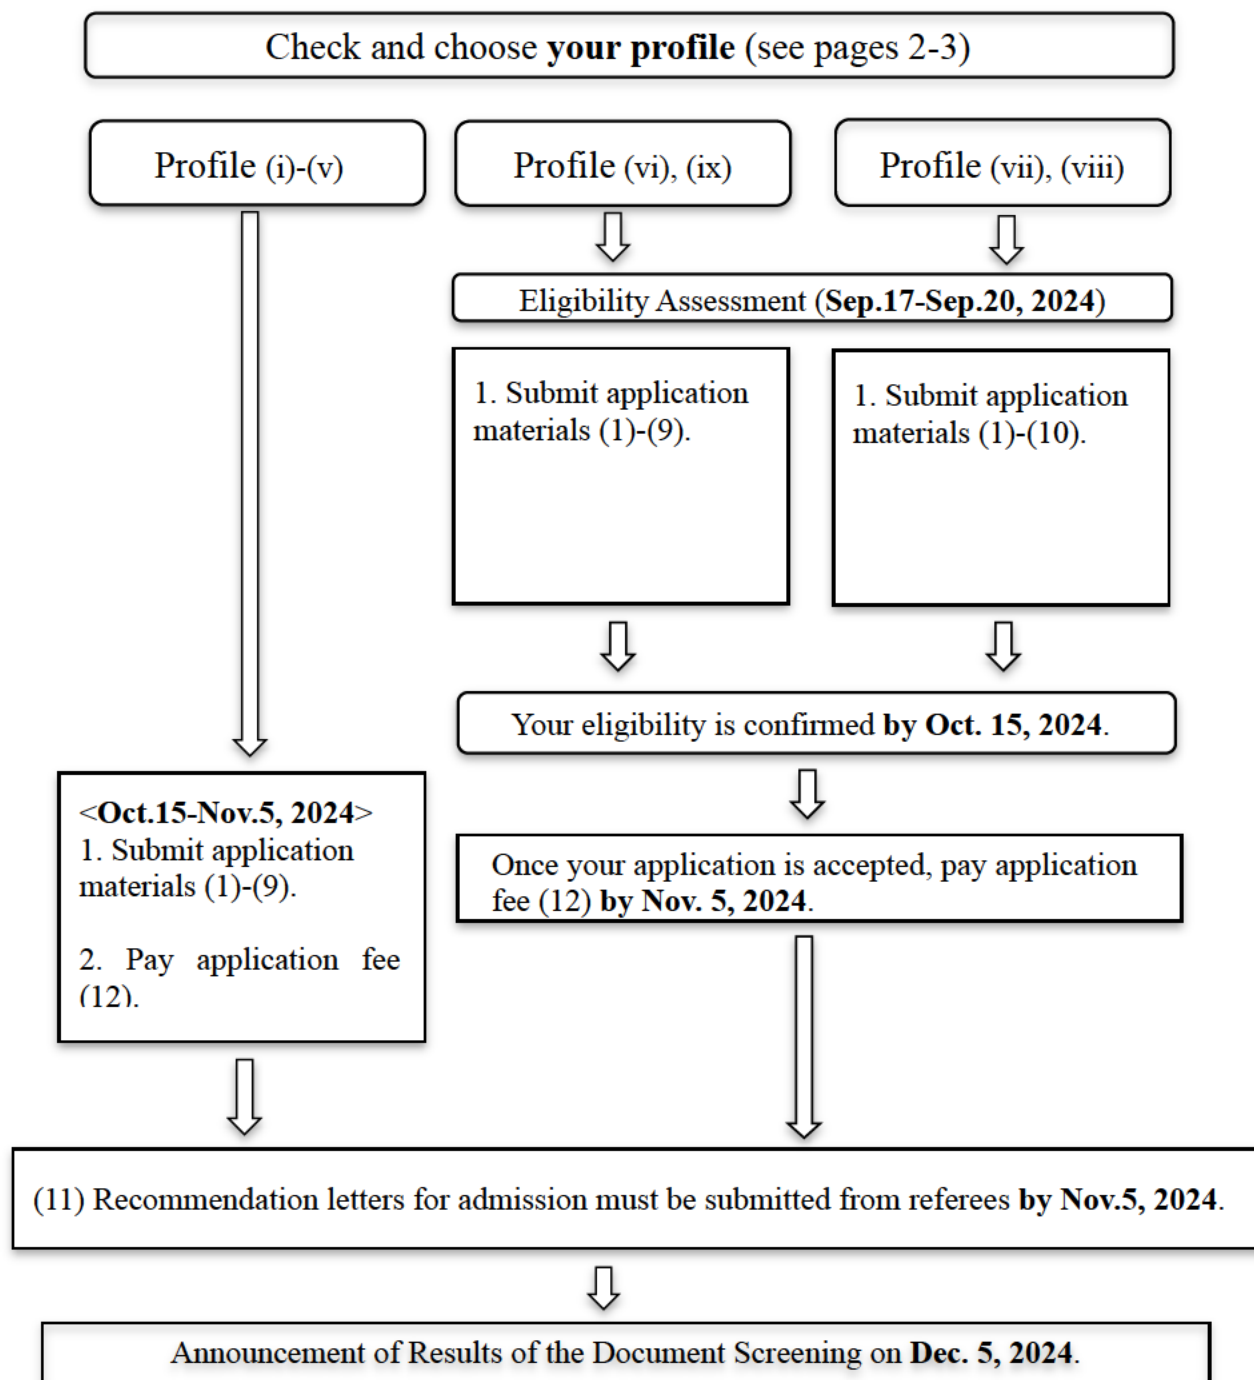 Check and choose your profile (see pages 2-3)
Profile (i)-(v)
Profile (vi), (ix)
Profile (vii), (viii)
Eligibility Assessment (Sep.17-Sep.20, 2024)
1. Submit application
materials (1)-(9).
1. Submit application
materials (1)-(10).
Your eligibility is confirmed by Oct. 15, 2024.
<Oct.15-Nov.5, 2024>
1. Submit application
materials (1)-(9).
2. Pay application fee
(12).
Once your application is accepted, pay application
fee (12) by Nov. 5, 2024.
(11) Recommendation letters for admission must be submitted from referees by Nov.5, 2024.
Announcement of Results of the Document Screening on Dec. 5, 2024.